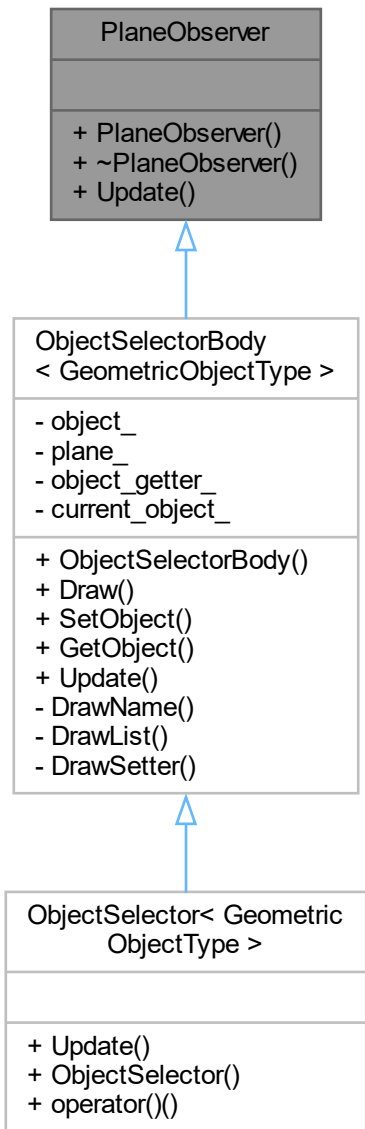 PlaneObserver
+ PlaneObserver()
+ ~PlaneObserver()
+ Update()
ObjectSelectorBody
< GeometricObjectType >
- object_
- plane_
- object_getter_
- current_object_
+ ObjectSelectorBody()
+ Draw()
+ SetObject()
+ GetObject()
+ Update()
- DrawName()
- DrawList()
- DrawSetter()
ObjectSelector< Geometric
ObjectType >
+ Update()
+ ObjectSelector()
+ operator()()